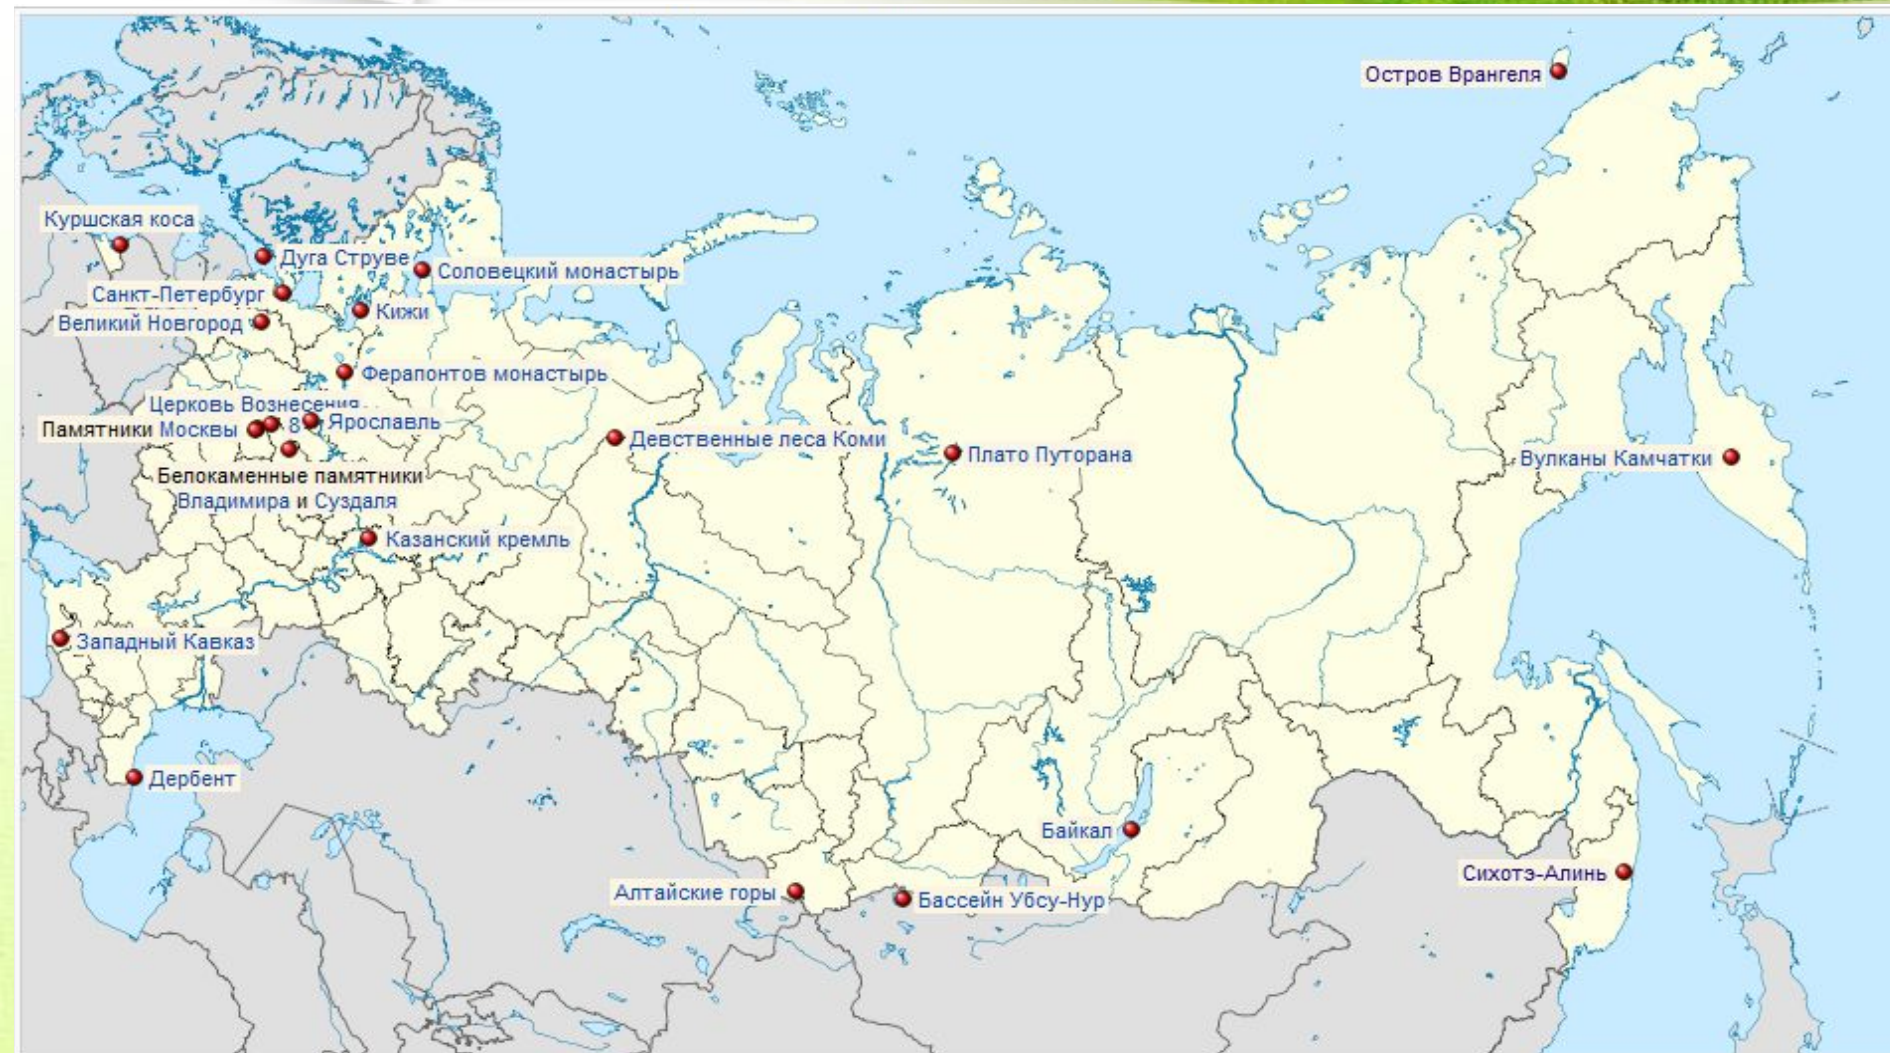 Остров Врангеля
Куршская коса
Дуга Струве
Соловецкий монастырь
Санкт-Петербург
Кижи
Великий Новгород
Ферапонтов монастырь
Церковь Вознесения
Памятники Москвы
8
Ярославль
Девственные леса Коми
Плато Путорана
Вулканы Камчатки
Белокаменные памятники
Владимира и Суздаля
Казанский кремль
Западный Кавказ
Дербент
Байкал
Сихотэ-Алинь
Алтайские горы
Бассейн Убсу-Нур